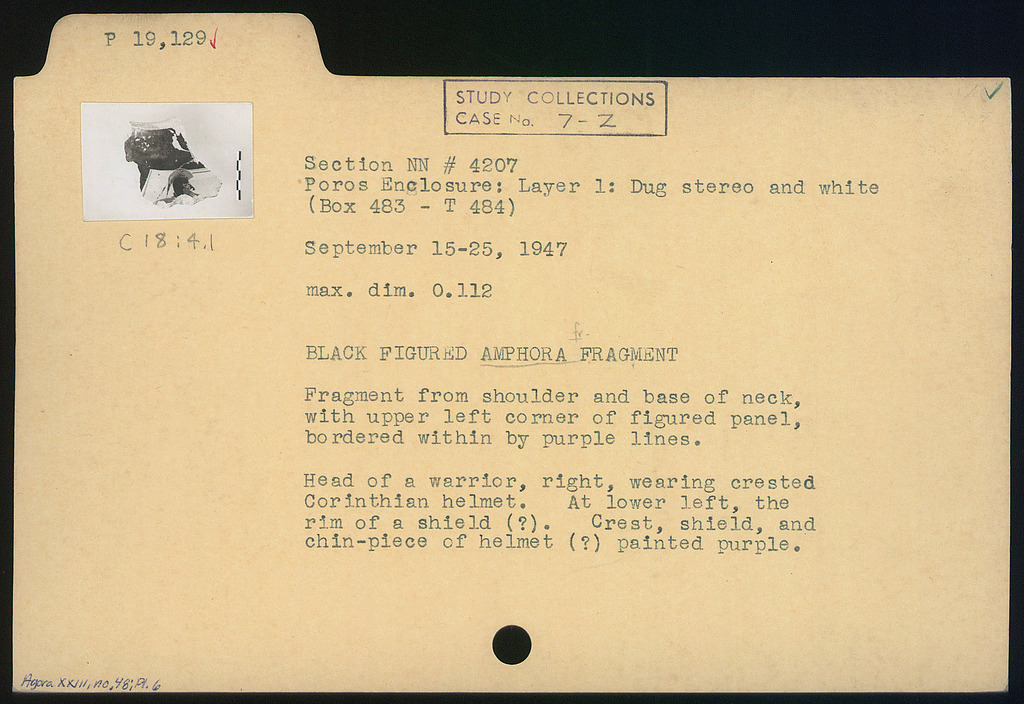 P 19,129
STUDY COLLECTIONS
CASE No. 7-Z
Section NN # 4207
Poros Enclosure: Layer 1: Dug stereo and white
(Box 483 - T 484)
C 18:4.1
September 15-25, 1947
max. dim. 0.112
fr.
BLACK FIGURED AMPHORA FRAGMENT
Fragment from shoulder and base of neck,
with upper left corner of figured panel,
bordered within by purple lines.
Head of a warrior, right, wearing crested
Corinthian helmet. At lower left, the
rim of a shield (?). Crest, shield, and
chin-piece of helmet (?) painted purple.
Agora XXIII, no. 48; Pl. 6